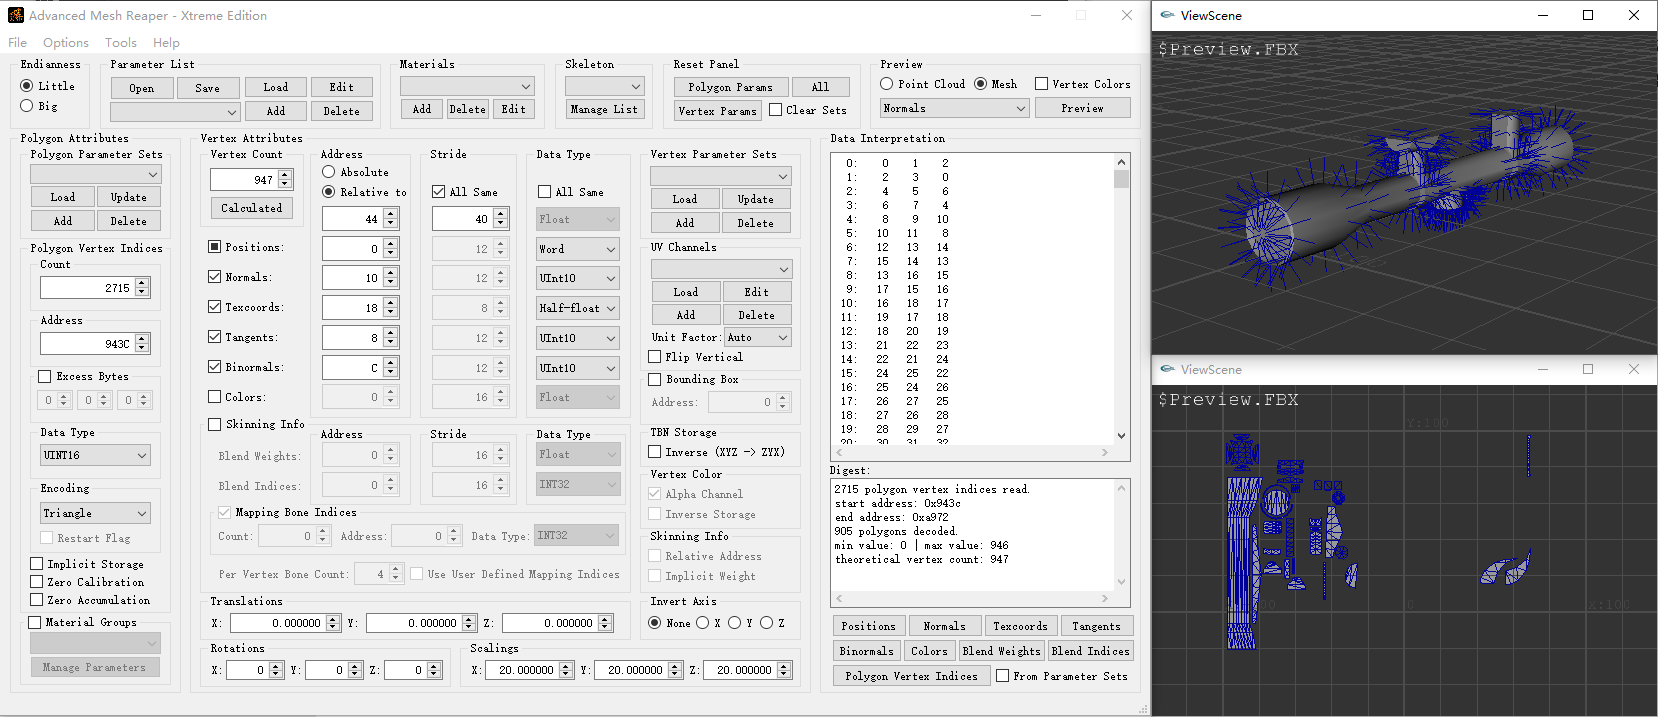 Advanced Mesh Reaper - Xtreme Edition
File Options Tools Help
Endianness
Little
Big
Parameter List
Open Save Load Edit
Add Delete
Materials
Add Delete Edit
Skeleton
Manage List
Reset Panel
Polygon Params All
Vertex Params Clear Sets
Preview
Point Cloud Mesh Vertex Colors
Normals Preview
Polygon Attributes
Polygon Parameter Sets
Load Update
Add Delete
Polygon Vertex Indices
Count
2715
Address
943C
Excess Bytes
0 0 0
Data Type
UINT16
Encoding
Triangle
Restart Flag
Implicit Storage
Zero Calibration
Zero Accumulation
Material Groups
Manage Parameters
Vertex Attributes
Vertex Count
947
Calculated
Address Stride Data Type
Absolute
Relative to All Same All Same
44 40 Float
Positions: 0 12 Word
Normals: 10 12 UInt10
Texcoords: 18 8 Half-float
Tangents: 8 12 UInt10
Binormals: C 12 UInt10
Colors: 0 16 Float
Skinning Info
Address Stride Data Type
Blend Weights: 0 16 Float
Blend Indices: 0 16 INT32
Mapping Bone Indices
Count: 0 Address: 0 Data Type: INT32
Per Vertex Bone Count: 4 Use User Defined Mapping Indices
Translations
X: 0.000000 Y: 0.000000 Z: 0.000000
Rotations
X: 0 Y: 0 Z: 0
Scalings
X: 20.000000 Y: 20.000000 Z: 20.000000
Vertex Parameter Sets
Load Update
Add Delete
UV Channels
Load Edit
Add Delete
Unit Factor: Auto
Flip Vertical
Bounding Box
Address: 0
TBN Storage
Inverse (XYZ -> ZYX)
Vertex Color
Alpha Channel
Inverse Storage
Skinning Info
Relative Address
Implicit Weight
Invert Axis
None X Y Z
Data Interpretation
0: 0 1 2
1: 2 3 0
2: 4 5 6
3: 6 7 4
4: 8 9 10
5: 10 11 8
6: 12 13 14
7: 15 14 13
8: 13 16 15
9: 17 15 16
10: 16 18 17
11: 19 17 18
12: 18 20 19
13: 21 22 23
14: 22 21 24
15: 24 25 22
16: 25 24 26
17: 26 27 25
18: 27 26 28
19: 28 29 27
20: 30 31 32
Digest:
2715 polygon vertex indices read.
start address: 0x943c
end address: 0xa972
905 polygons decoded.
min value: 0 | max value: 946
theoretical vertex count: 947
Positions Normals Texcoords Tangents
Binormals Colors Blend Weights Blend Indices
Polygon Vertex Indices From Parameter Sets
ViewScene
$Preview.FBX
ViewScene
$Preview.FBX
Y:100
0
X:100